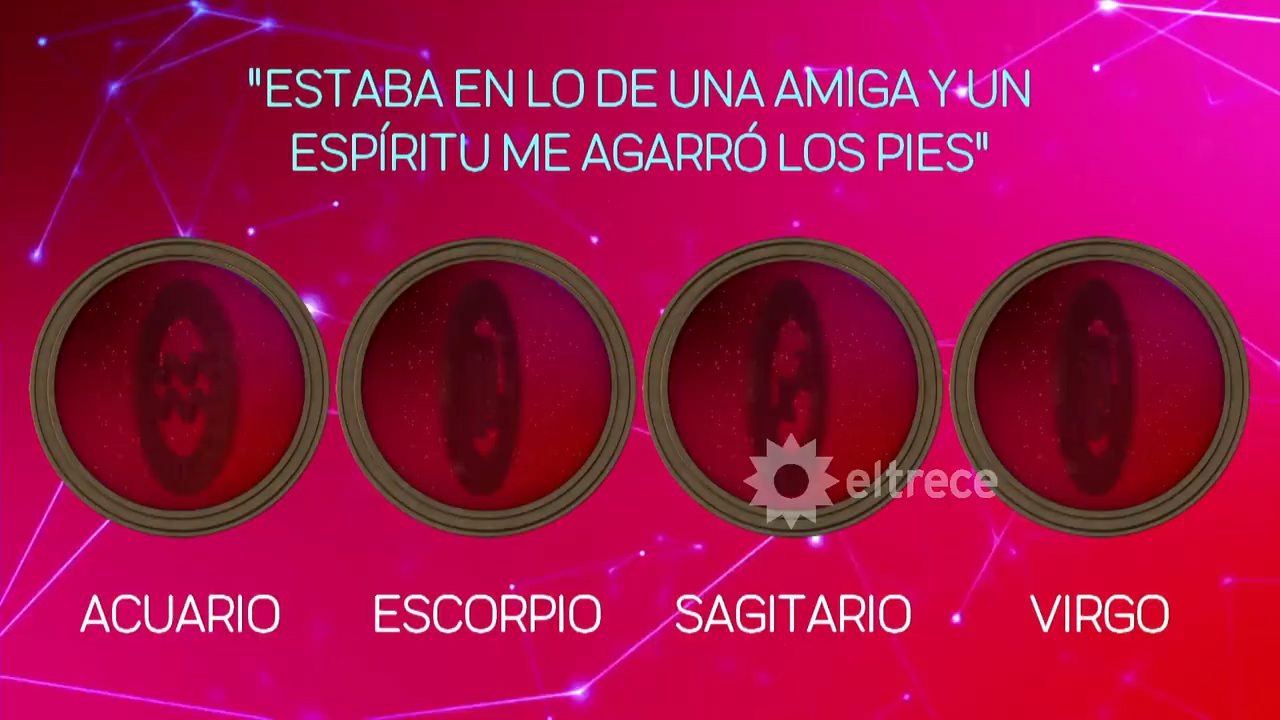 "ESTABA EN LO DE UNA AMIGA Y UN
ESPÍRITU ME AGARRÓ LOS PIES"
eltrece
ACUARIO ESCORPIO SAGITARIO VIRGO